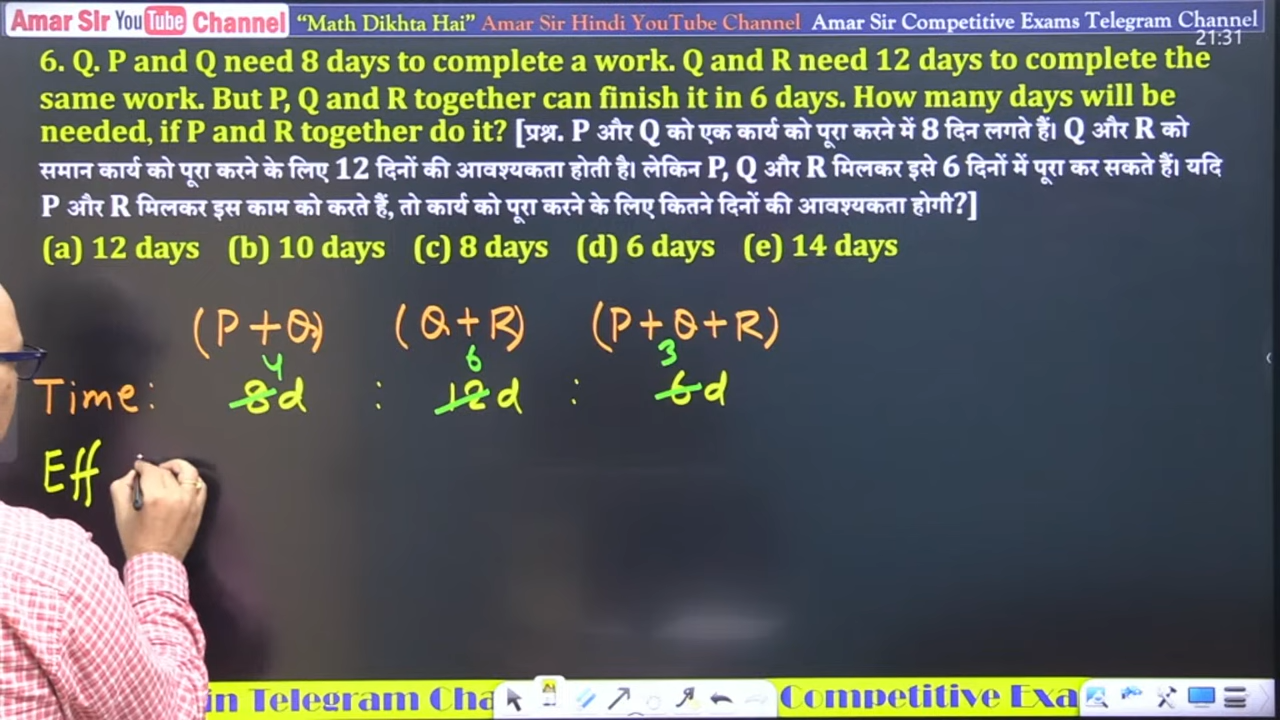 Amar Sir YouTube Channel "Math Dikhta Hai" Amar Sir Hindi YouTube Channel Amar Sir Competitive Exams Telegram Channel
21:31
6. Q. P and Q need 8 days to complete a work. Q and R need 12 days to complete the
same work. But P, Q and R together can finish it in 6 days. How many days will be
needed, if P and R together do it? [प्रश्न. P और Q को एक कार्य को पूरा करने में 8 दिन लगते हैं। Q और R को
समान कार्य को पूरा करने के लिए 12 दिनों की आवश्यकता होती है। लेकिन P, Q और R मिलकर इसे 6 दिनों में पूरा कर सकते हैं। यदि
P और R मिलकर इस काम को करते हैं, तो कार्य को पूरा करने के लिए कितने दिनों की आवश्यकता होगी?]
(a) 12 days (b) 10 days (c) 8 days (d) 6 days (e) 14 days
(P+Q) (Q+R) (P+Q+R)
4 6 3
Time: 8d : 12d : 6d
Eff
in Telegram Cha Competitive Exa